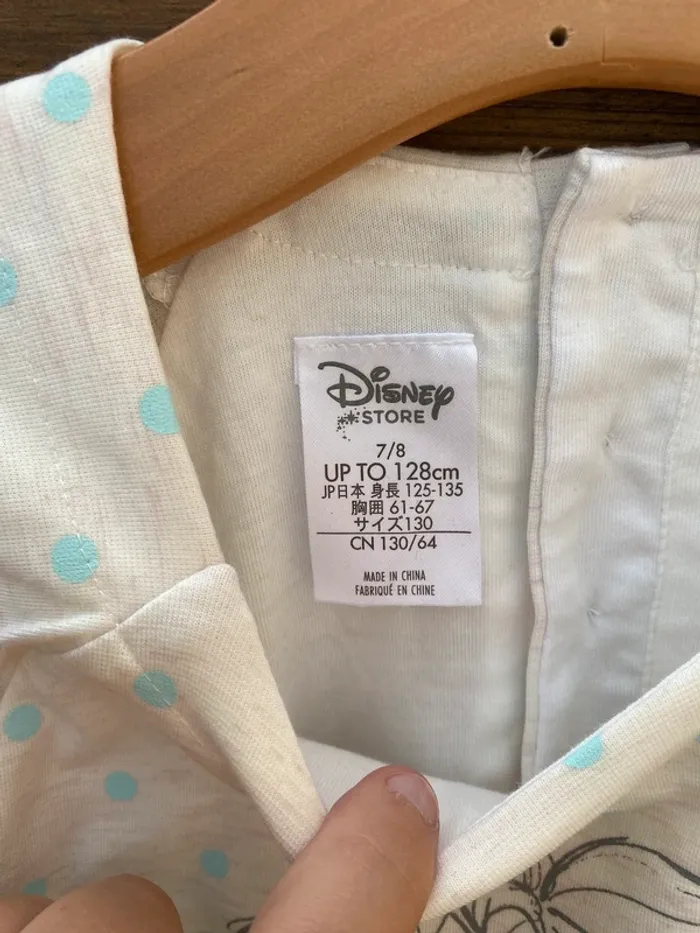 Disney
STORE
7/8
UP TO 128cm
JP日本 身長 125-135
胸囲 61-67
サイズ130
CN 130/64
MADE IN CHINA
FABRIQUÉ EN CHINE